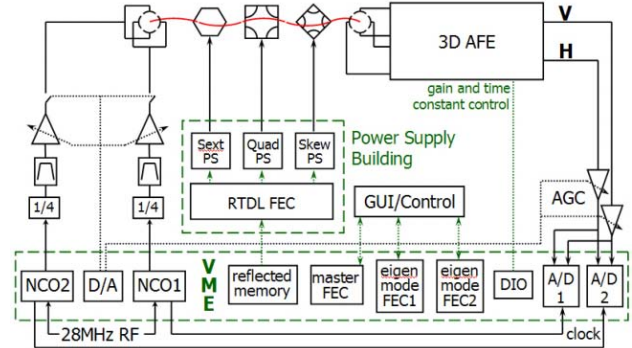 3D AFE
V
H
gain and time
constant control
Sext
PS
Quad
PS
Skew
PS
Power Supply
Building
RTDL FEC
GUI/Control
AGC
1/4
1/4
VME
NCO2
D/A
NCO1
reflected
memory
master
FEC
eigen
mode
FEC1
eigen
mode
FEC2
DIO
A/D
1
A/D
2
28MHz RF
clock